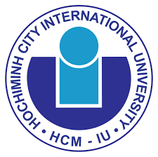 HOCHIMINH CITY INTERNATIONAL UNIVERSITY
• HCM - IU •